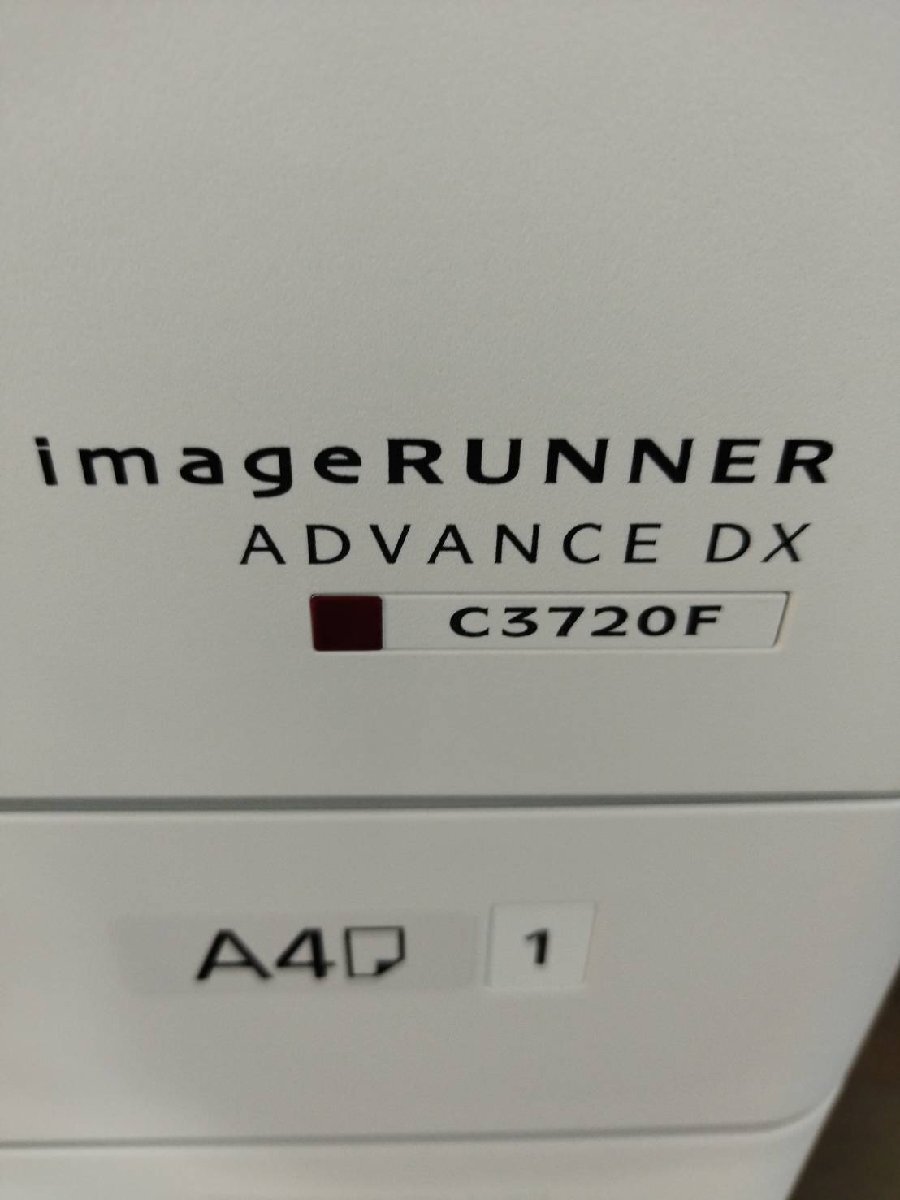 imageRUNNER
ADVANCE DX
C3720F
A4 1